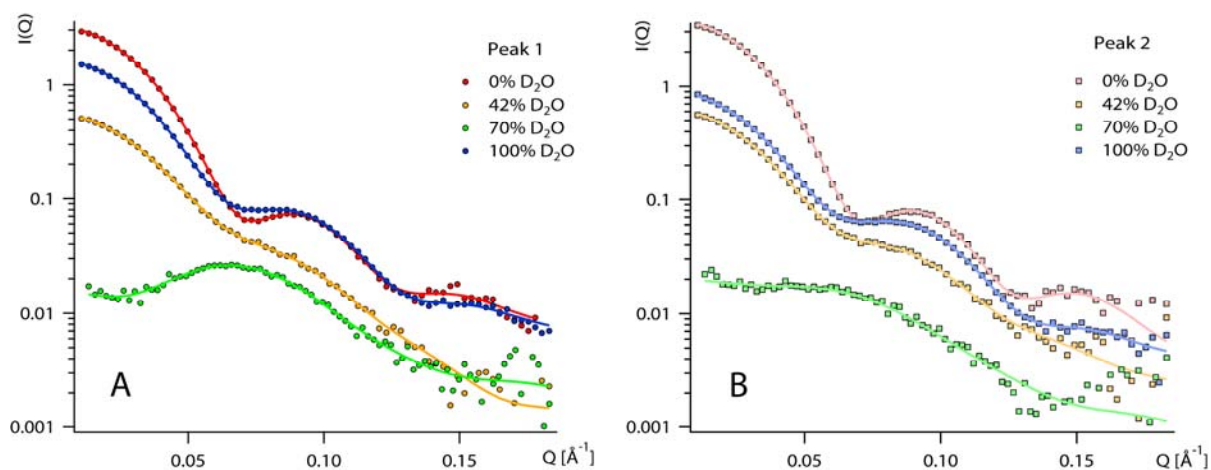 I(Q)
1
0.1
0.01
0.001
Peak 1
0% D₂O
42% D₂O
70% D₂O
100% D₂O
A
0.05
0.10
0.15
Q [Å⁻¹]
I(Q)
1
0.1
0.01
0.001
Peak 2
0% D₂O
42% D₂O
70% D₂O
100% D₂O
B
0.05
0.10
0.15
Q [Å⁻¹]